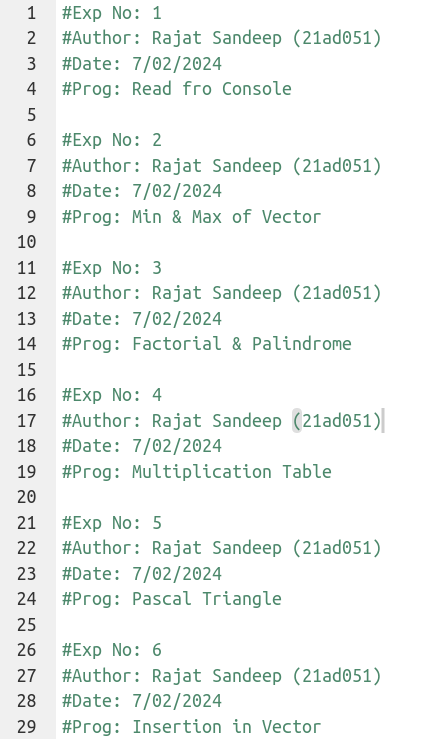 1 #Exp No: 1
2 #Author: Rajat Sandeep (21ad051)
3 #Date: 7/02/2024
4 #Prog: Read fro Console
5
6 #Exp No: 2
7 #Author: Rajat Sandeep (21ad051)
8 #Date: 7/02/2024
9 #Prog: Min & Max of Vector
10
11 #Exp No: 3
12 #Author: Rajat Sandeep (21ad051)
13 #Date: 7/02/2024
14 #Prog: Factorial & Palindrome
15
16 #Exp No: 4
17 #Author: Rajat Sandeep (21ad051)
18 #Date: 7/02/2024
19 #Prog: Multiplication Table
20
21 #Exp No: 5
22 #Author: Rajat Sandeep (21ad051)
23 #Date: 7/02/2024
24 #Prog: Pascal Triangle
25
26 #Exp No: 6
27 #Author: Rajat Sandeep (21ad051)
28 #Date: 7/02/2024
29 #Prog: Insertion in Vector